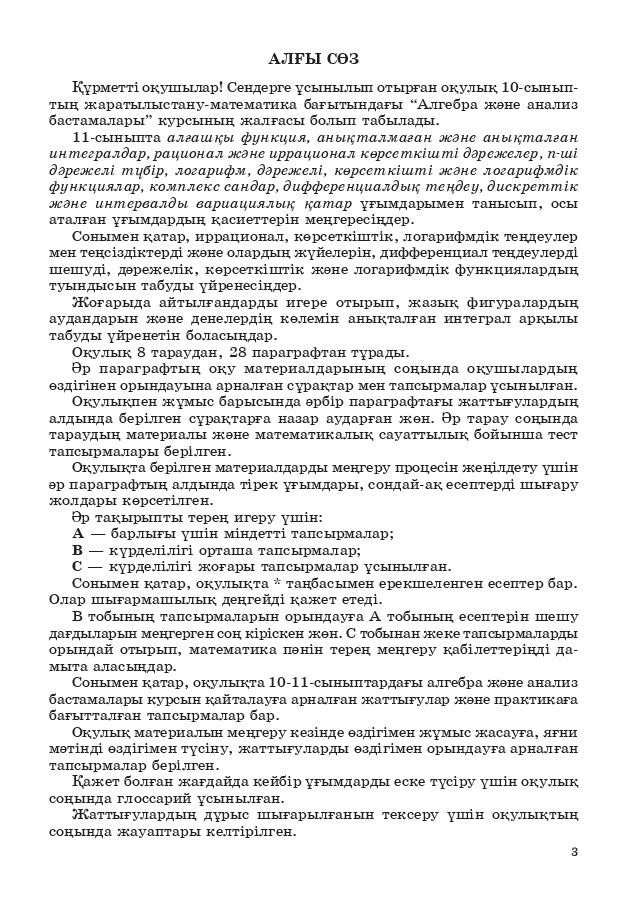 АЛҒЫ СӨЗ
Құрметті оқушылар! Сендерге ұсынылып отырған оқулық 10-сынып-
тың жаратылыстану-математика бағытындағы “Алгебра және анализ
бастамалары” курсының жалғасы болып табылады.
11-сыныпта алғашқы функция, анықталмаған және анықталған
интегралдар, рационал және иррационал көрсеткішті дәрежелер, n-ші
дәрежелі түбір, логарифм, дәрежелі, көрсеткішті және логарифмдік
функциялар, комплекс сандар, дифференциалдық теңдеу, дискреттік
және интервалды вариациялық қатар ұғымдарымен танысып, осы
аталған ұғымдардың қасиеттерін меңгересіңдер.
Сонымен қатар, иррационал, көрсеткіштік, логарифмдік теңдеулер
мен теңсіздіктерді және олардың жүйелерін, дифференциал теңдеулерді
шешуді, дәрежелік, көрсеткіштік және логарифмдік функциялардың
туындысын табуды үйренесіңдер.
Жоғарыда айтылғандарды игере отырып, жазық фигуралардың
аудандарын және денелердің көлемін анықталған интеграл арқылы
табуды үйренетін боласыңдар.
Оқулық 8 тараудан, 28 параграфтан тұрады.
Әр параграфтың оқу материалдарының соңында оқушылардың
өздігінен орындауына арналған сұрақтар мен тапсырмалар ұсынылған.
Оқулықпен жұмыс барысында әрбір параграфтағы жаттығулардың
алдында берілген сұрақтарға назар аударған жөн. Әр тарау соңында
тараудың материалы және математикалық сауаттылық бойынша тест
тапсырмалары берілген.
Оқулықта берілген материалдарды меңгеру процесін жеңілдету үшін
әр параграфтың алдында тірек ұғымдары, сондай-ақ есептерді шығару
жолдары көрсетілген.
Әр тақырыпты терең игеру үшін:
А — барлығы үшін міндетті тапсырмалар;
В — күрделілігі орташа тапсырмалар;
С — күрделілігі жоғары тапсырмалар ұсынылған.
Сонымен қатар, оқулықта * таңбасымен ерекшеленген есептер бар.
Олар шығармашылық деңгейді қажет етеді.
В тобының тапсырмаларын орындауға А тобының есептерін шешу
дағдыларын меңгерген соң кіріскен жөн. С тобынан жеке тапсырмаларды
орындай отырып, математика пәнін терең меңгеру қабілеттеріңді да-
мыта аласыңдар.
Сонымен қатар, оқулықта 10-11-сыныптардағы алгебра және анализ
бастамалары курсын қайталауға арналған жаттығулар және практикаға
бағытталған тапсырмалар бар.
Оқулық материалын меңгеру кезінде өздігімен жұмыс жасауға, яғни
мәтінді өздігімен түсіну, жаттығуларды өздігімен орындауға арналған
тапсырмалар берілген.
Қажет болған жағдайда кейбір ұғымдарды еске түсіру үшін оқулық
соңында глоссарий ұсынылған.
Жаттығулардың дұрыс шығарылғанын тексеру үшін оқулықтың
соңында жауаптары келтірілген.
3